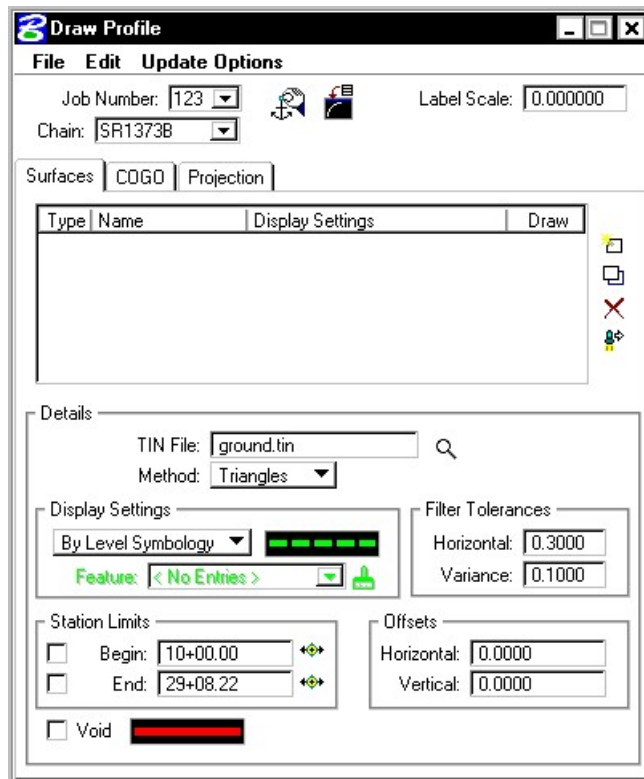 Draw Profile
File Edit Update Options
Job Number: 123
Label Scale: 0.000000
Chain: SR1373B
Surfaces COGO Projection
Type Name Display Settings Draw
Details
TIN File: ground.tin
Method: Triangles
Display Settings
By Level Symbology
Feature: < No Entries >
Filter Tolerances
Horizontal: 0.3000
Variance: 0.1000
Station Limits
Begin: 10+00.00
End: 29+08.22
Offsets
Horizontal: 0.0000
Vertical: 0.0000
Void